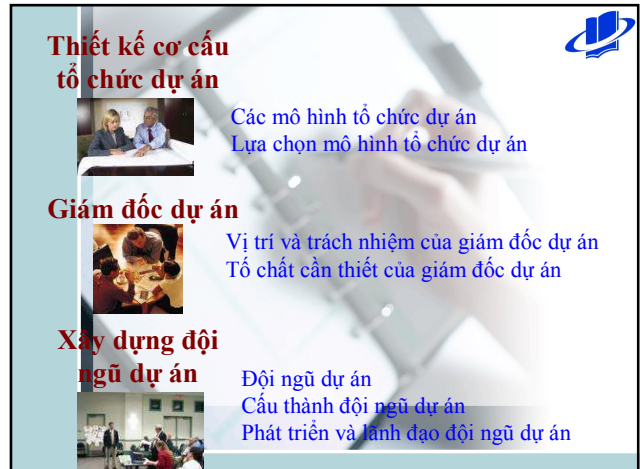 Thiết kế cơ cấu
tổ chức dự án
Các mô hình tổ chức dự án
Lựa chọn mô hình tổ chức dự án
Giám đốc dự án
Vị trí và trách nhiệm của giám đốc dự án
Tố chất cần thiết của giám đốc dự án
Xây dựng đội
ngũ dự án
Đội ngũ dự án
Cấu thành đội ngũ dự án
Phát triển và lãnh đạo đội ngũ dự án